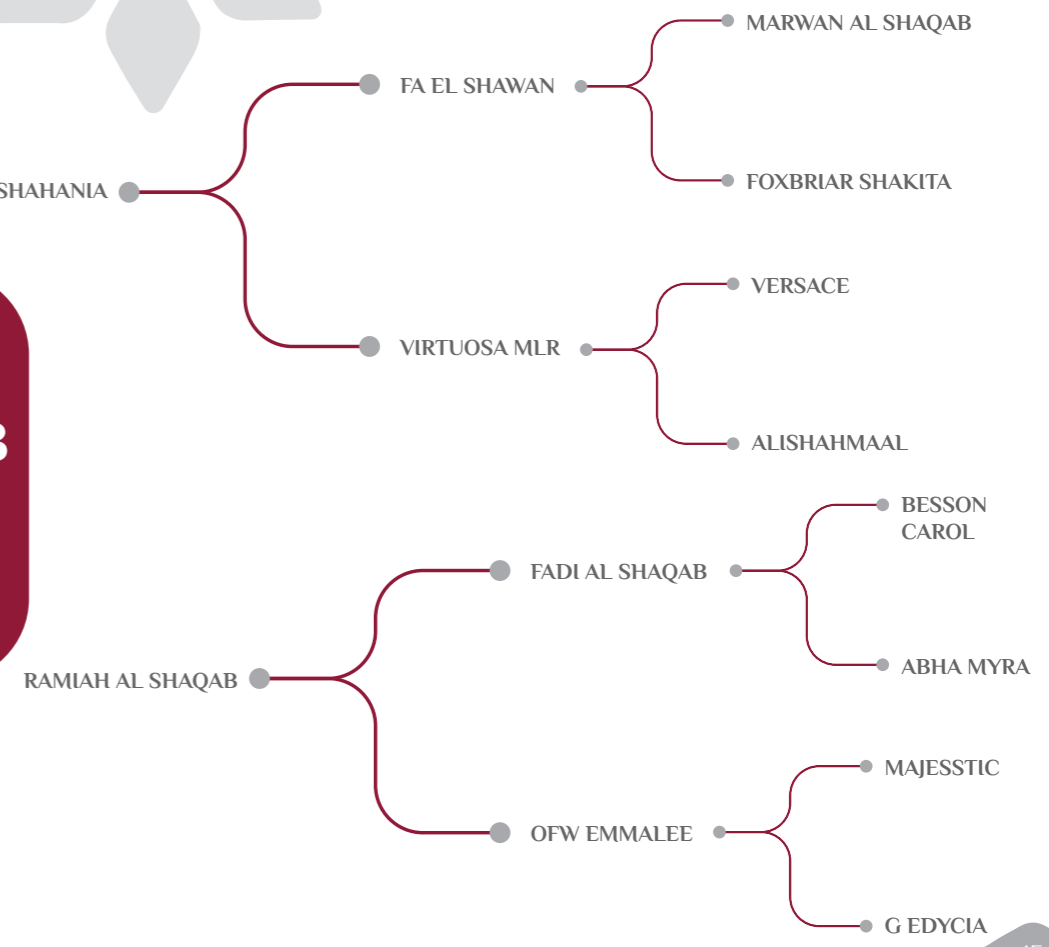 MARWAN AL SHAQAB
FA EL SHAWAN
FOXBRIAR SHAKITA
SHAHANIA
VERSACE
VIRTUOSA MLR
ALISHAHMAAL
BESSON
CAROL
FADI AL SHAQAB
ABHA MYRA
RAMIAH AL SHAQAB
MAJESSTIC
OFW EMMALEE
G EDYCIA